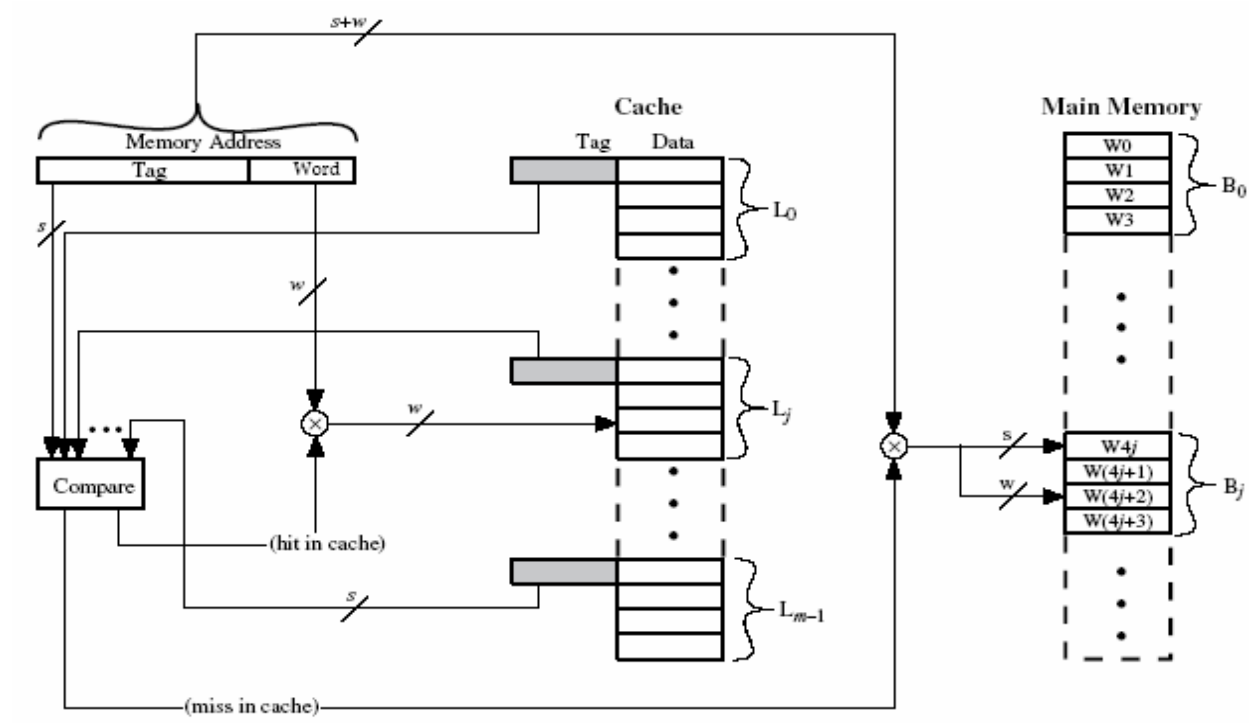 s+w
Cache
Main Memory
Memory Address
Tag Data
Tag Word
W0
W1
W2
W3
B0
L0
s
w
Lj
w
s
W4j
W(4j+1)
W(4j+2)
W(4j+3)
w
Bj
Compare
(hit in cache)
s
Lm–1
(miss in cache)